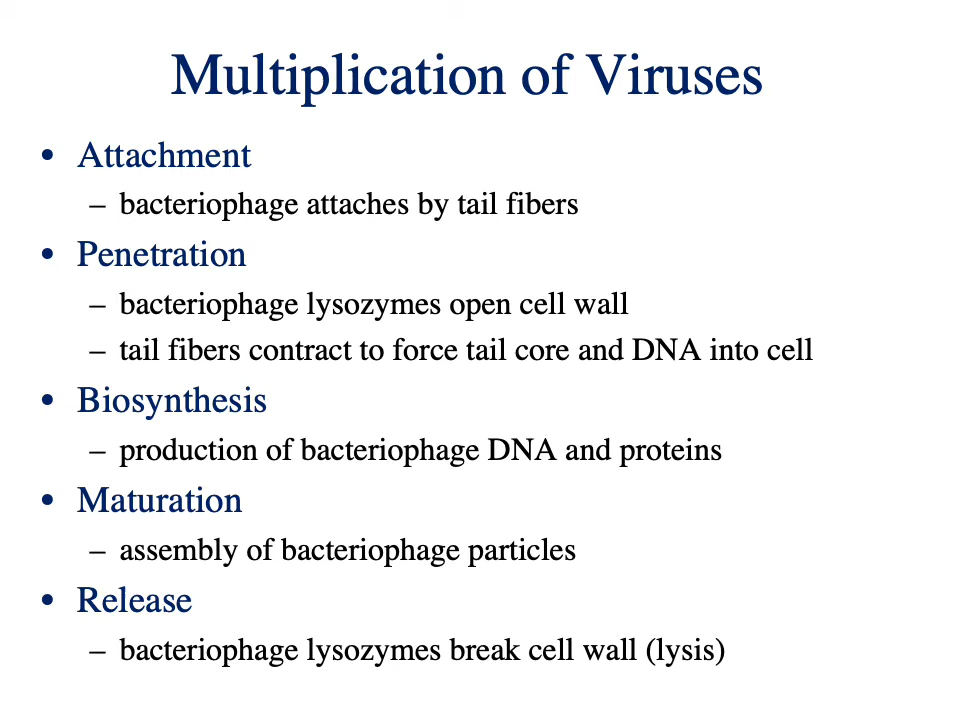 Multiplication of Viruses
• Attachment
– bacteriophage attaches by tail fibers
• Penetration
– bacteriophage lysozymes open cell wall
– tail fibers contract to force tail core and DNA into cell
• Biosynthesis
– production of bacteriophage DNA and proteins
• Maturation
– assembly of bacteriophage particles
• Release
– bacteriophage lysozymes break cell wall (lysis)